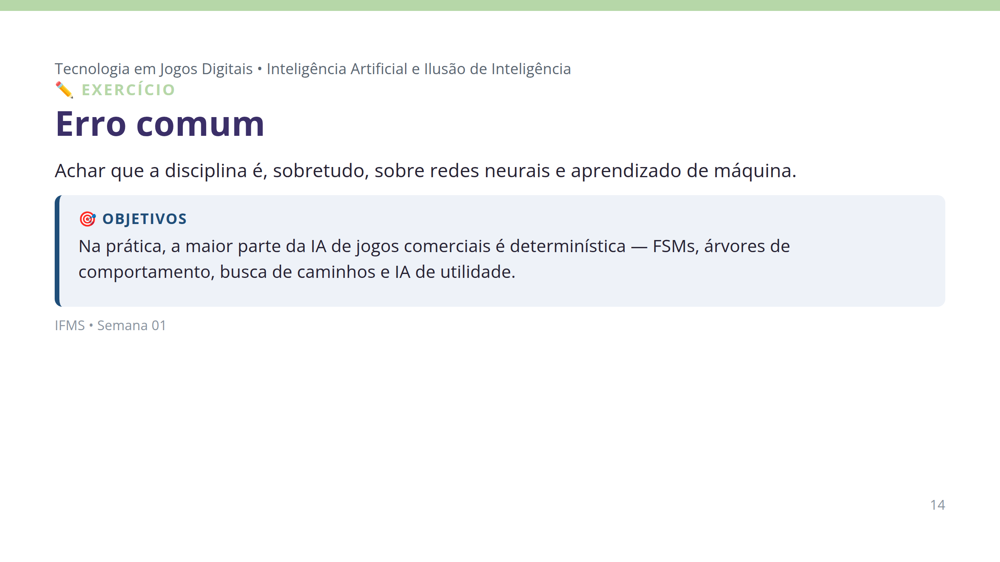 Tecnologia em Jogos Digitais • Inteligência Artificial e Ilusão de Inteligência
✏️ EXERCÍCIO
Erro comum
Achar que a disciplina é, sobretudo, sobre redes neurais e aprendizado de máquina.
🎯 OBJETIVOS
Na prática, a maior parte da IA de jogos comerciais é determinística — FSMs, árvores de
comportamento, busca de caminhos e IA de utilidade.
IFMS • Semana 01
14